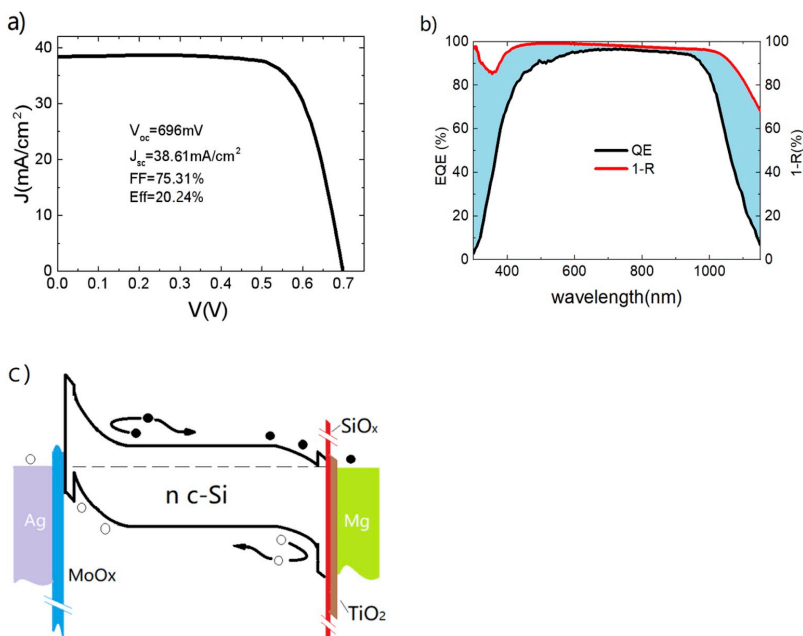 a)
J(mA/cm²)
40
30
20
10
0
V_oc=696mV
J_sc=38.61mA/cm²
FF=75.31%
Eff=20.24%
0.0 0.1 0.2 0.3 0.4 0.5 0.6 0.7
V(V)
b)
EQE (%)
100
80
60
40
20
0
QE
1-R
100
80
60
40
20
0
1-R(%)
400 600 800 1000
wavelength(nm)
c)
SiOₓ
n c-Si
Ag
Mg
MoOx
TiO₂